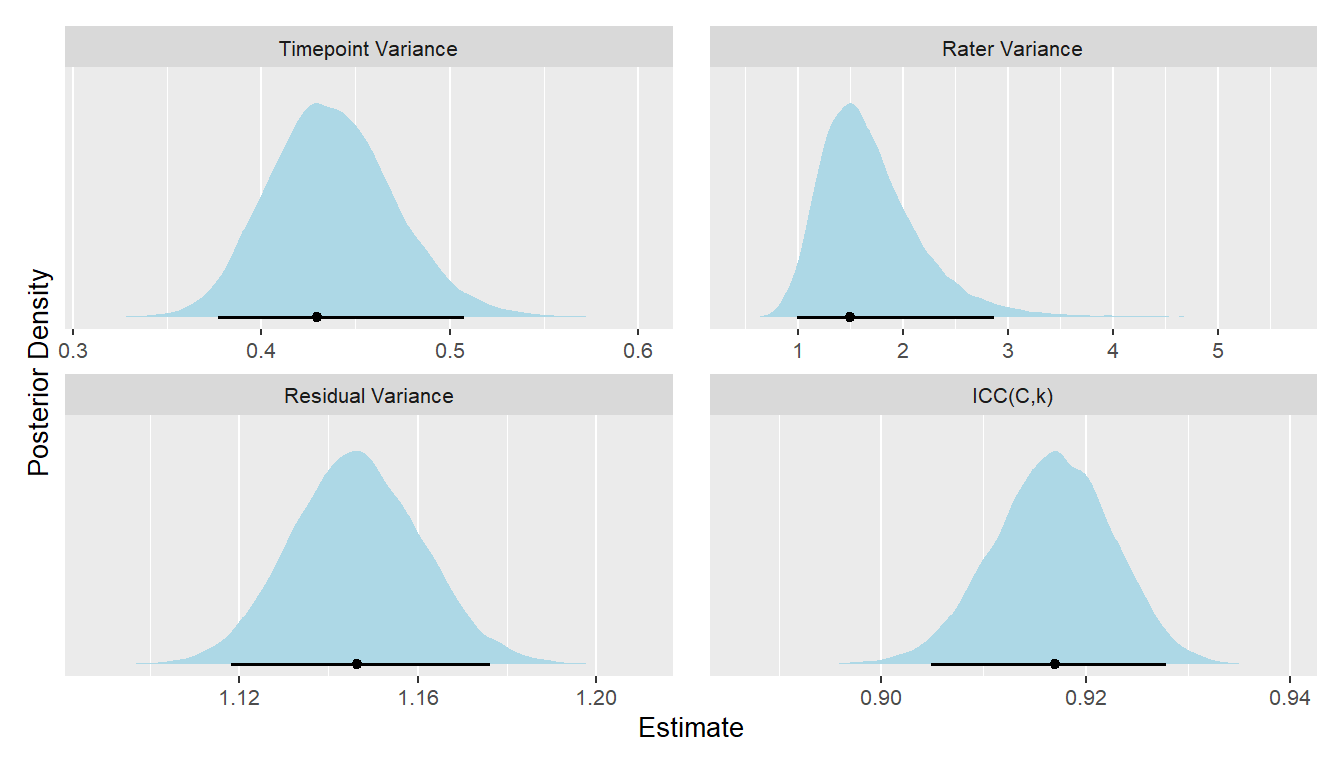 Timepoint Variance
Rater Variance
0.3 0.4 0.5 0.6
1 2 3 4 5
Posterior Density
Residual Variance
ICC(C,k)
1.12 1.16 1.20
0.90 0.92 0.94
Estimate